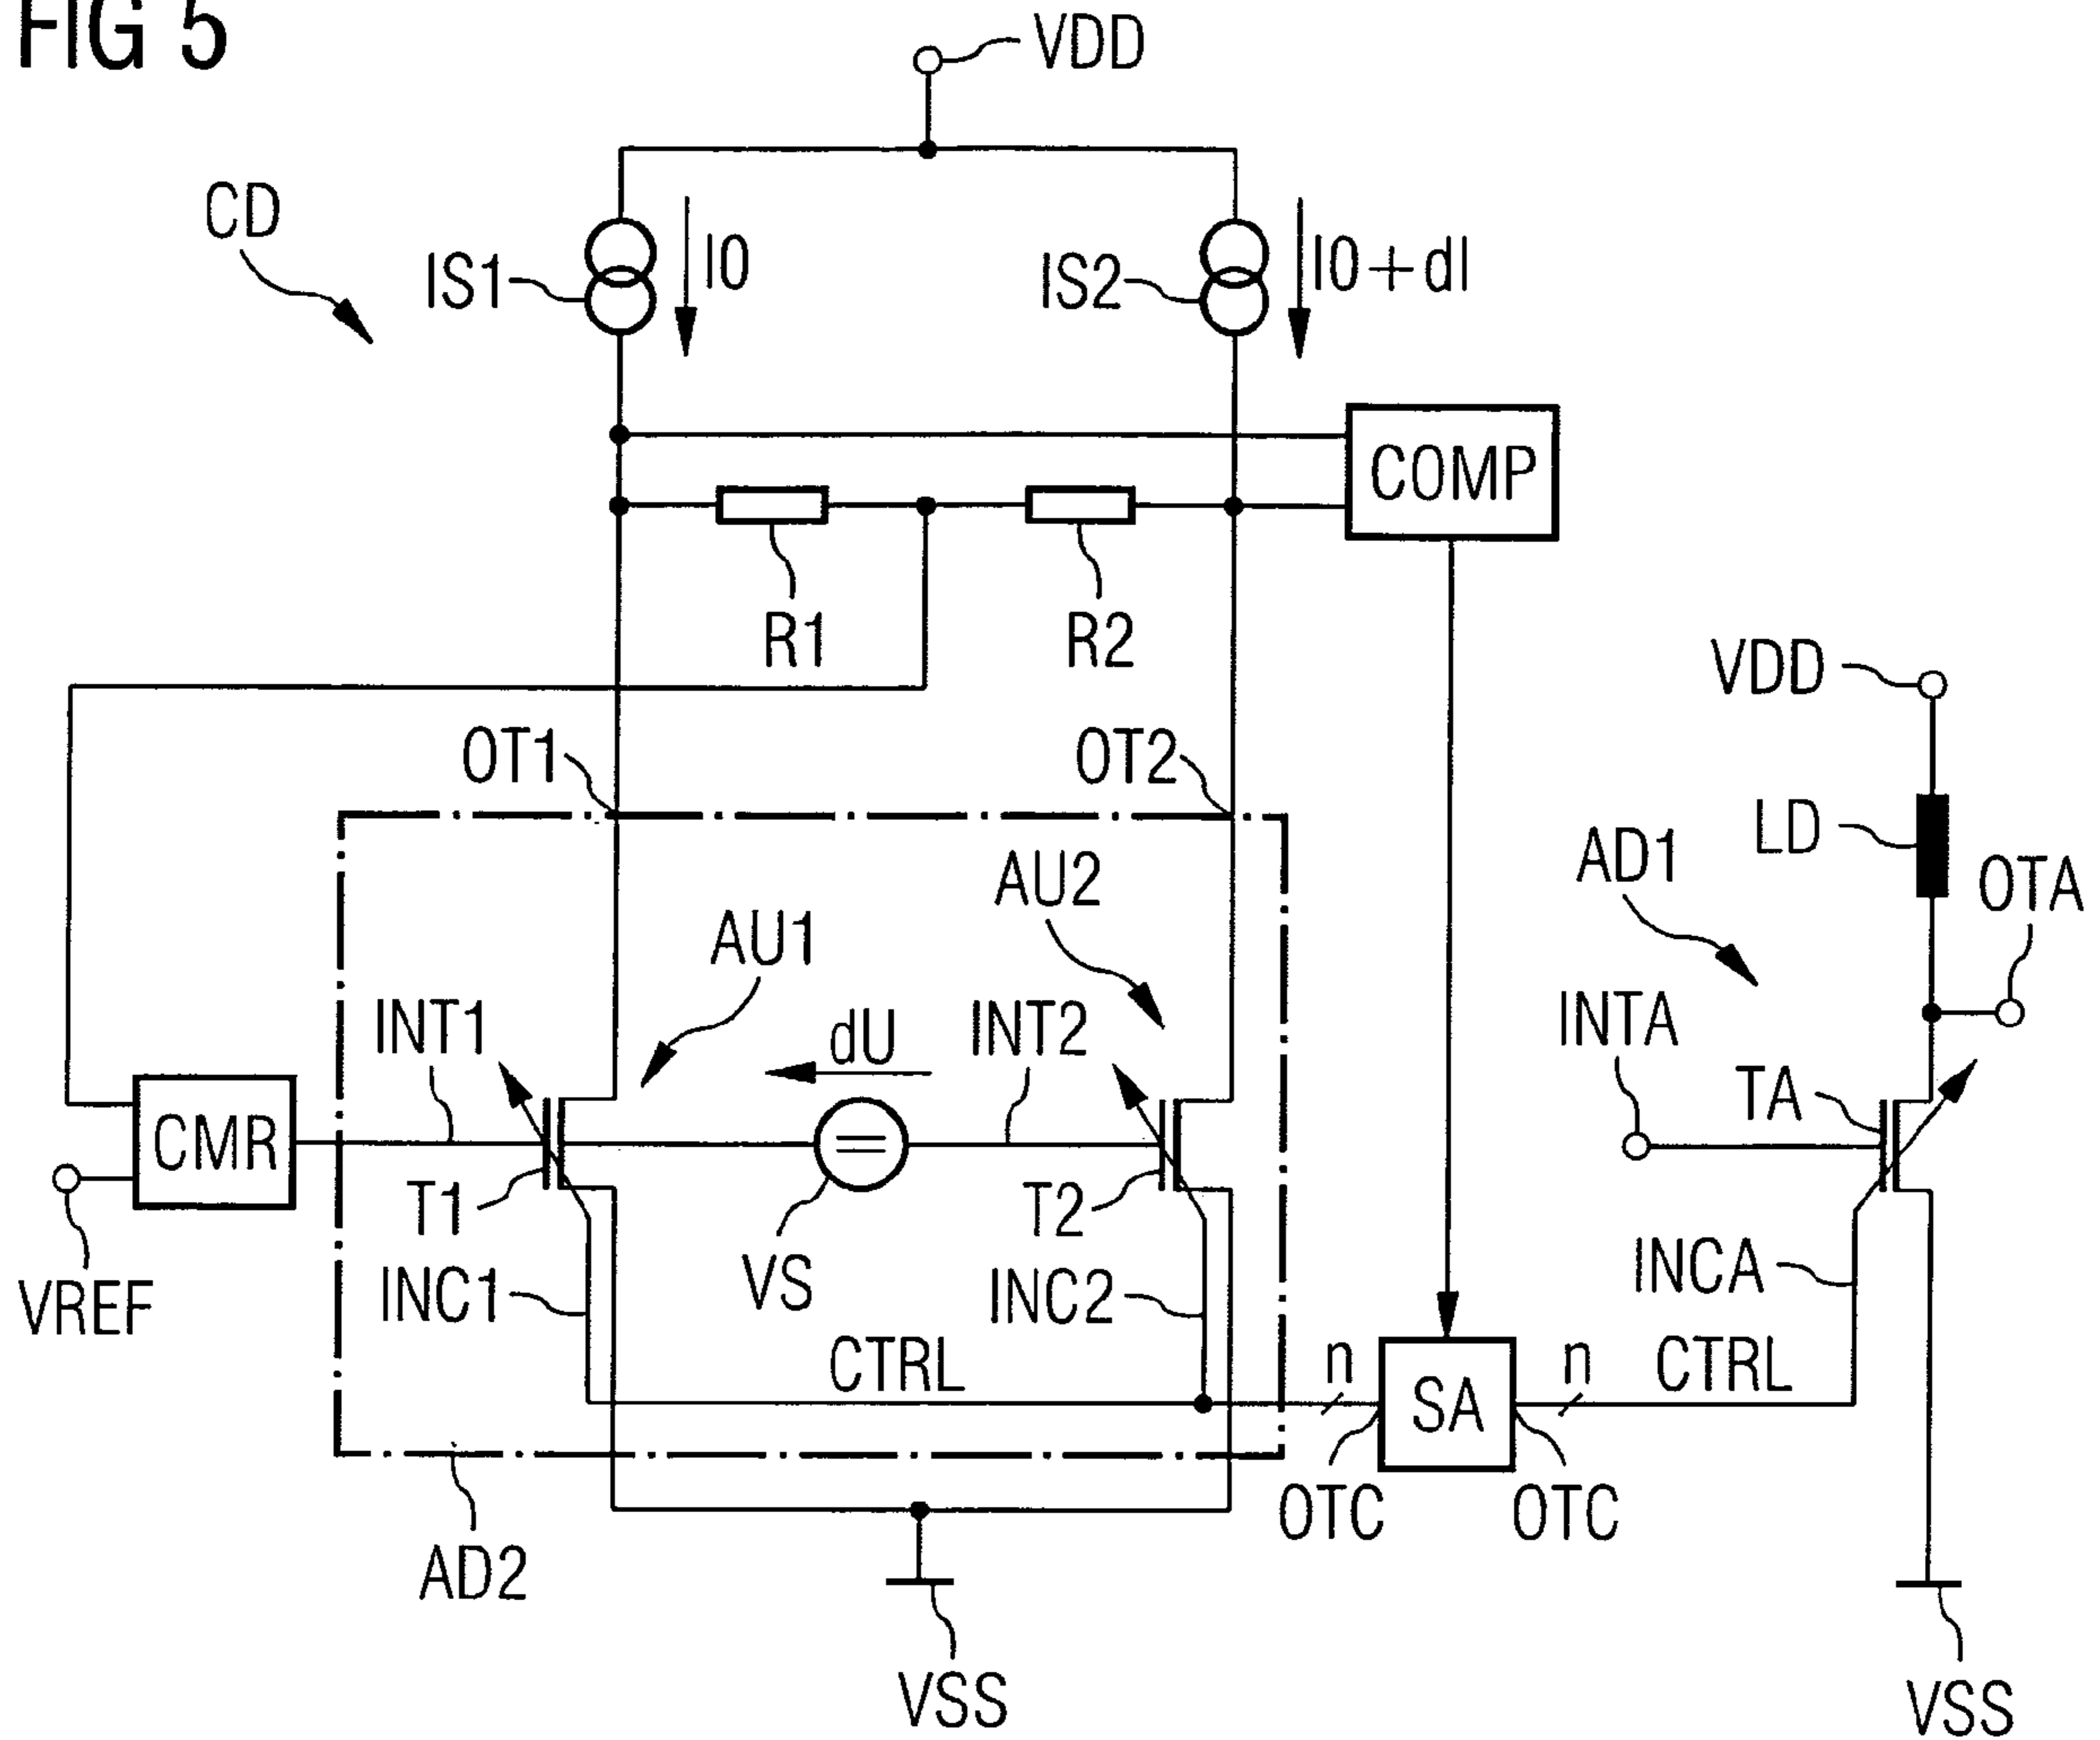 FIG 5
VDD
CD
IS1
I0
IS2
I0+dI
COMP
R1
R2
VDD
OT1
OT2
LD
AD1
OTA
AU2
AU1
INT1
dU
INT2
INTA
TA
CMR
T1
T2
VREF
INC1
VS
INC2
INCA
CTRL
n
SA
n
CTRL
OTC
OTC
AD2
VSS
VSS